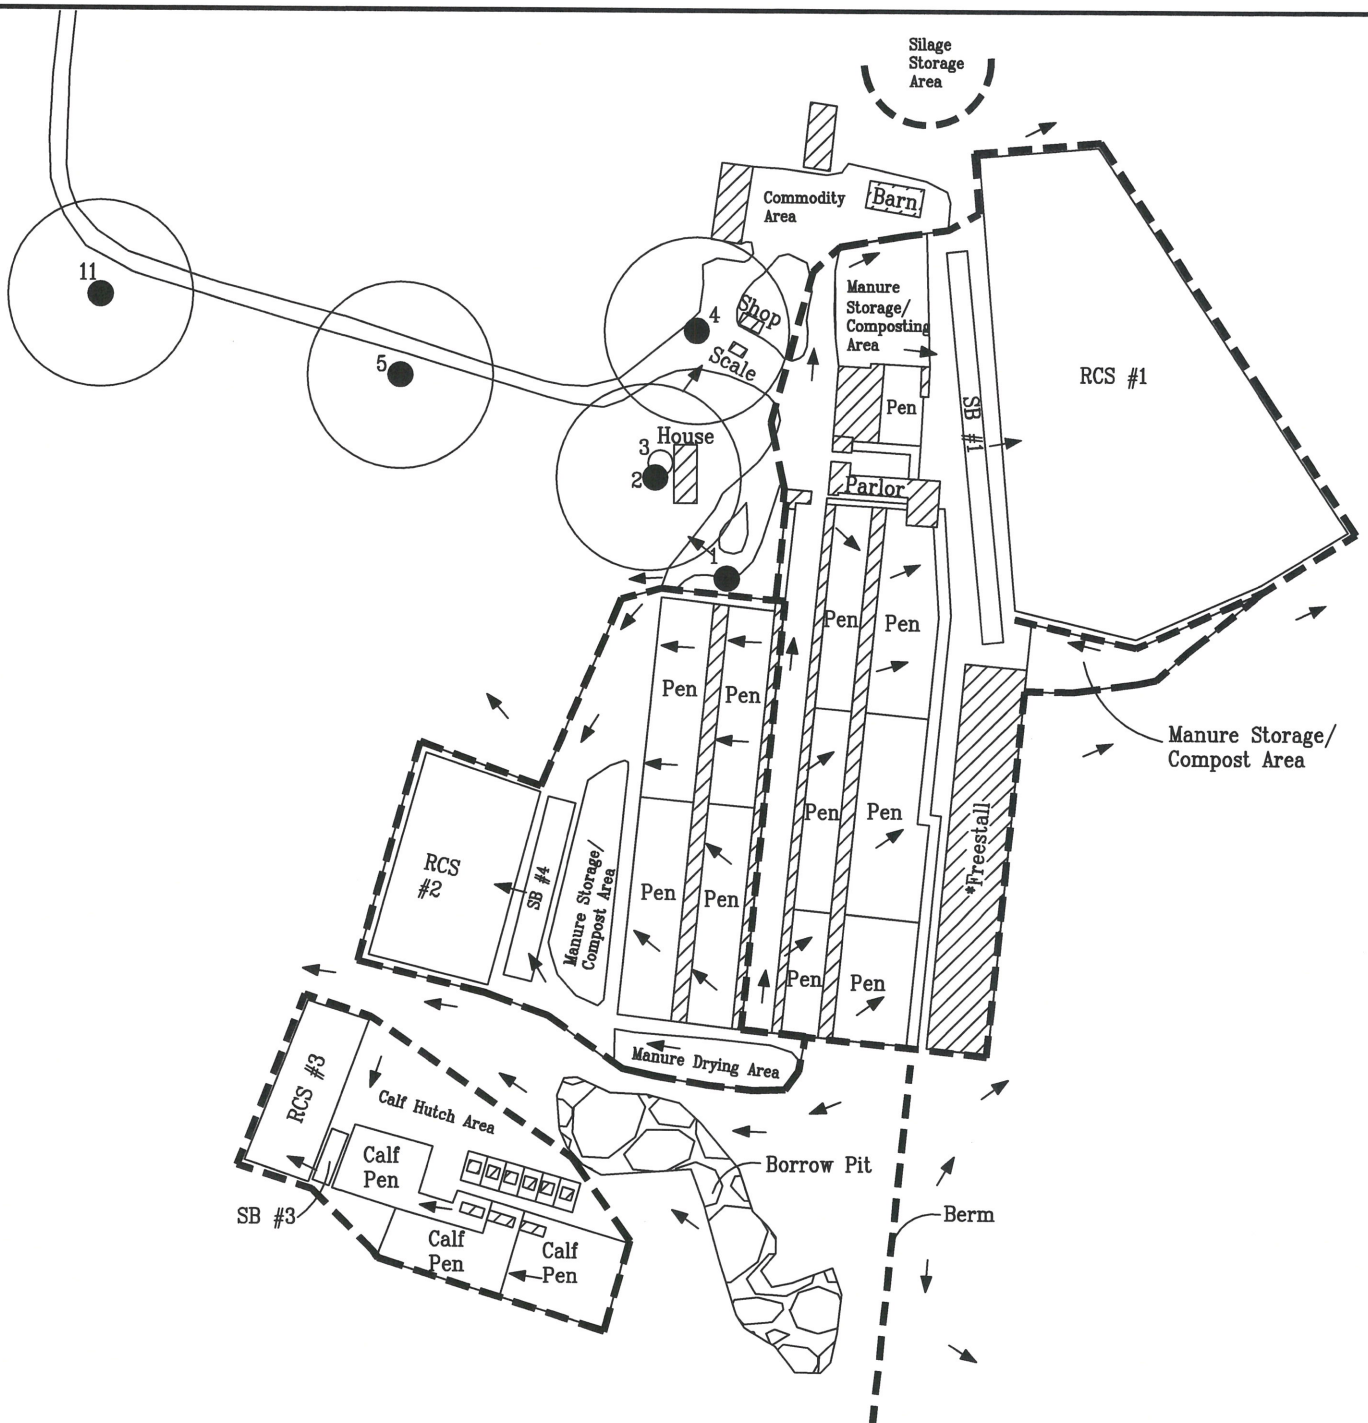 Silage
Storage
Area
Commodity
Area
Barn
11
5
4
Shop
Scale
Manure
Storage/
Composting
Area
RCS #1
SB #1
Pen
3
House
2
Parlor
1
Pen
Pen
Pen
Pen
Manure Storage/
Compost Area
RCS
#2
SB #4
Manure Storage/
Compost Area
Pen
Pen
Pen
Pen
*Freestall
Pen
Pen
Manure Drying Area
RCS #3
Calf Hutch Area
Calf
Pen
SB #3
Calf
Pen
Calf
Pen
Borrow Pit
Berm